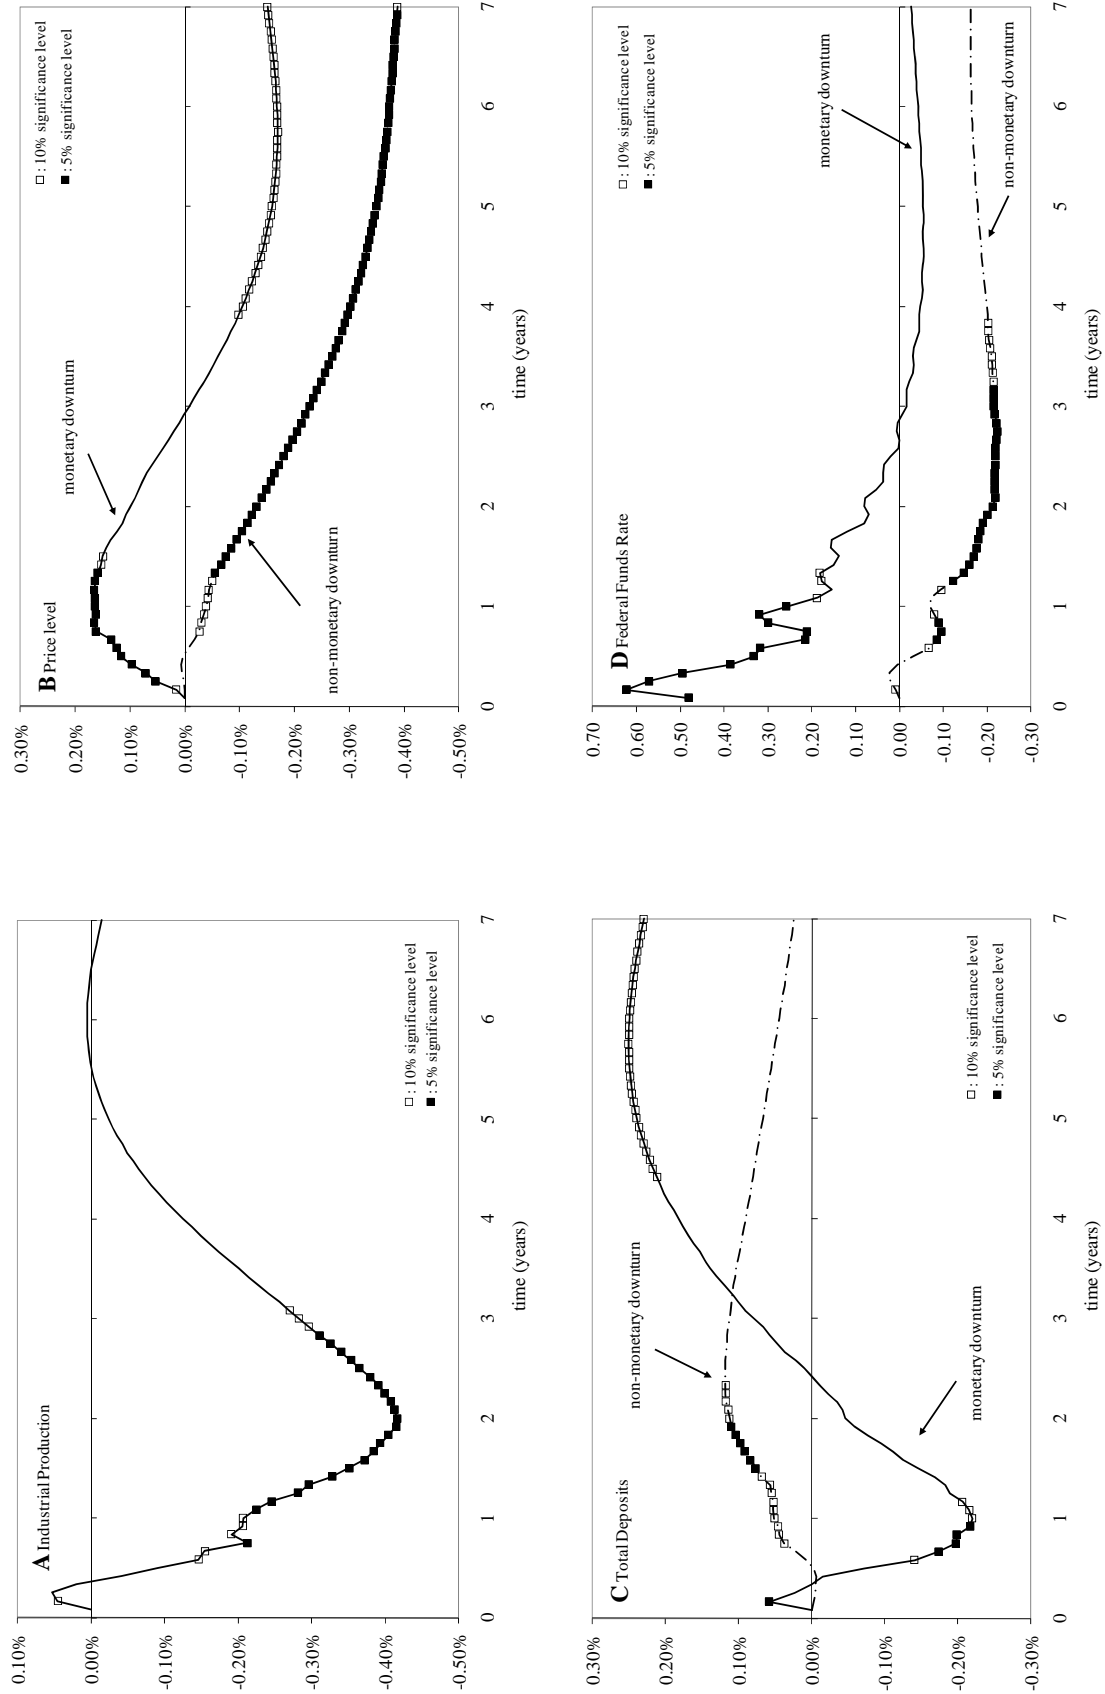 A Industrial Production
0.10%
0.00%
-0.10%
-0.20%
-0.30%
-0.40%
-0.50%
□ : 10% significance level
■ : 5% significance level
0 1 2 3 4 5 6 7
time (years)
B Price level
0.30%
0.20%
0.10%
0.00%
-0.10%
-0.20%
-0.30%
-0.40%
-0.50%
□ : 10% significance level
■ : 5% significance level
monetary downturn
non-monetary downturn
0 1 2 3 4 5 6 7
time (years)
C Total Deposits
0.30%
0.20%
0.10%
0.00%
-0.10%
-0.20%
-0.30%
non-monetary downturn
monetary downturn
□ : 10% significance level
■ : 5% significance level
0 1 2 3 4 5 6 7
time (years)
D Federal Funds Rate
0.70
0.60
0.50
0.40
0.30
0.20
0.10
0.00
-0.10
-0.20
-0.30
□ : 10% significance level
■ : 5% significance level
monetary downturn
non-monetary downturn
0 1 2 3 4 5 6 7
time (years)